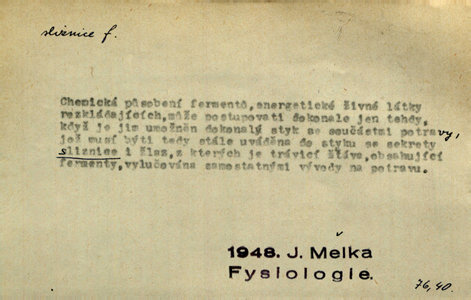 sliznice f.
Chemická působení fermentů, energetické živné látky
rozkládajících, může postupovati dokonale jen tehdy,
když je jim umožněn dokonalý styk se součástmi potravy,
jež musí býti tedy stále uváděna do styku se sekrety
sliznice i žlaz, z kterých je trávicí šťáva, obsahující
fermenty, vylučována samostatnými vývody na potravu.
1948. J. Melka
Fysiologie.
76,40.